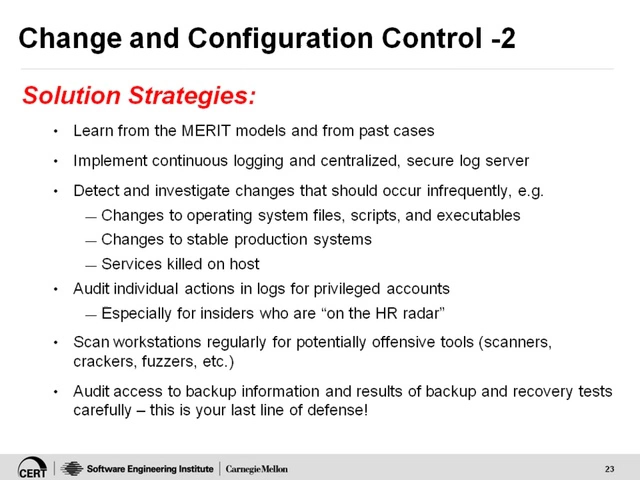 Change and Configuration Control -2
Solution Strategies:
• Learn from the MERIT models and from past cases
• Implement continuous logging and centralized, secure log server
• Detect and investigate changes that should occur infrequently, e.g.
— Changes to operating system files, scripts, and executables
— Changes to stable production systems
— Services killed on host
• Audit individual actions in logs for privileged accounts
— Especially for insiders who are “on the HR radar”
• Scan workstations regularly for potentially offensive tools (scanners,
crackers, fuzzers, etc.)
• Audit access to backup information and results of backup and recovery tests
carefully – this is your last line of defense!
CERT | Software Engineering Institute | CarnegieMellon
23